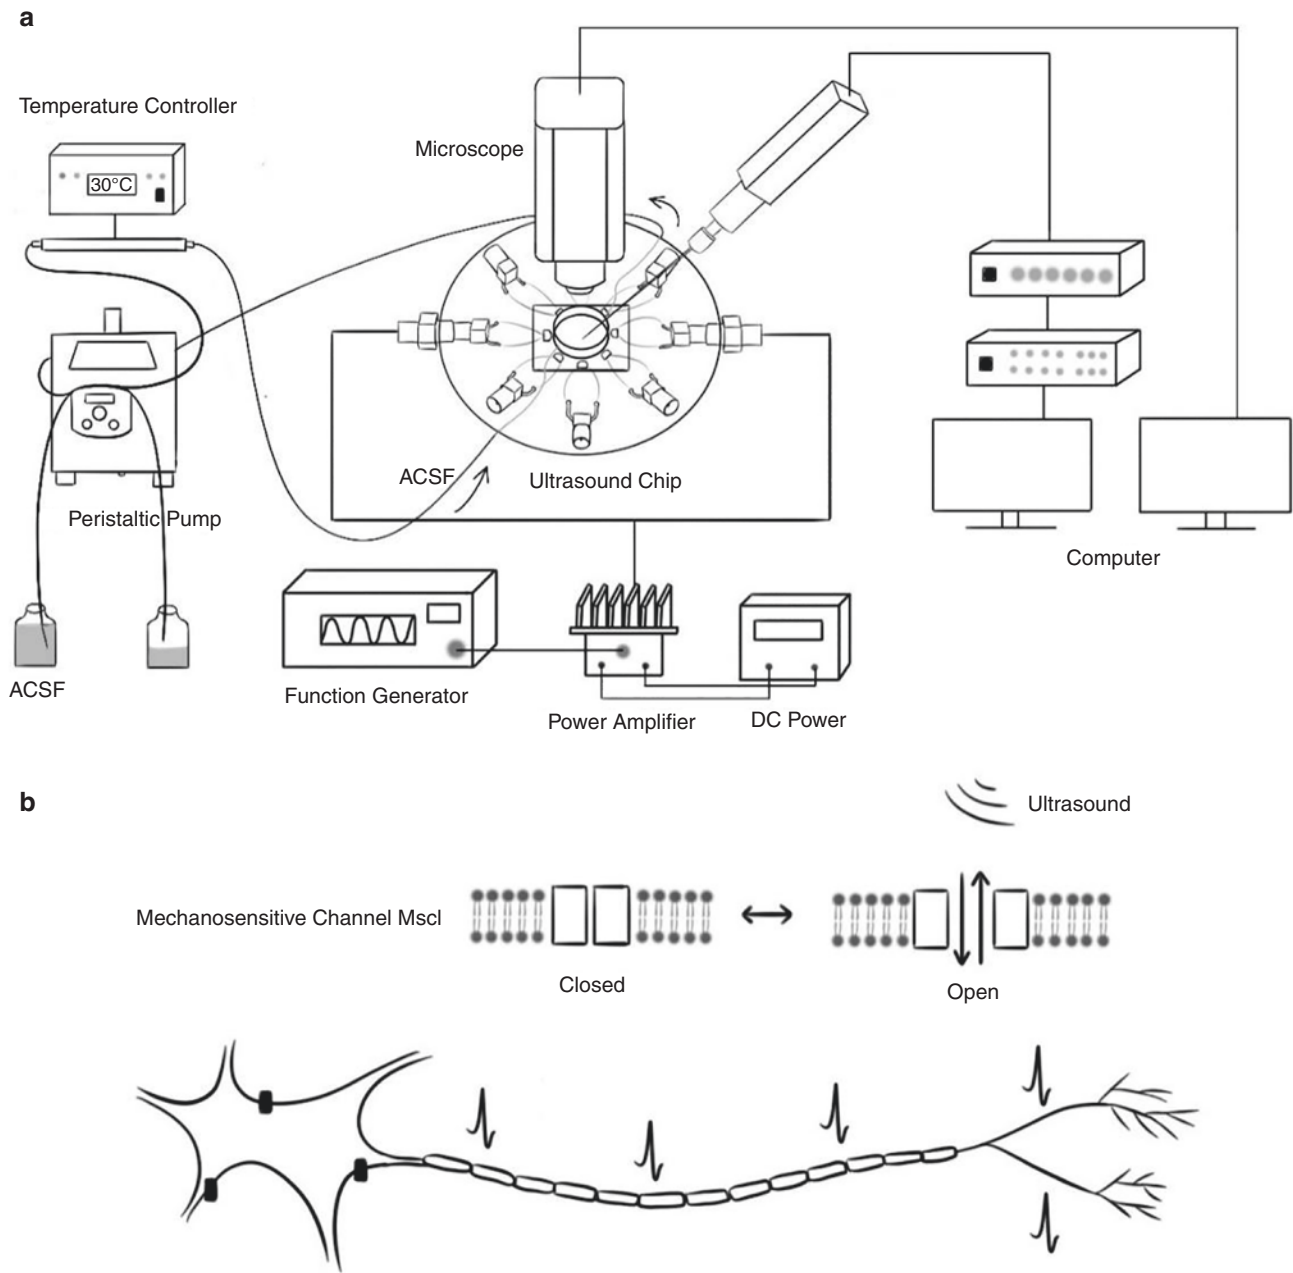 a
Temperature Controller
30°C
Microscope
ACSF
Ultrasound Chip
Peristaltic Pump
Computer
ACSF
Function Generator
Power Amplifier
DC Power
b
Ultrasound
Mechanosensitive Channel Mscl
Closed
Open